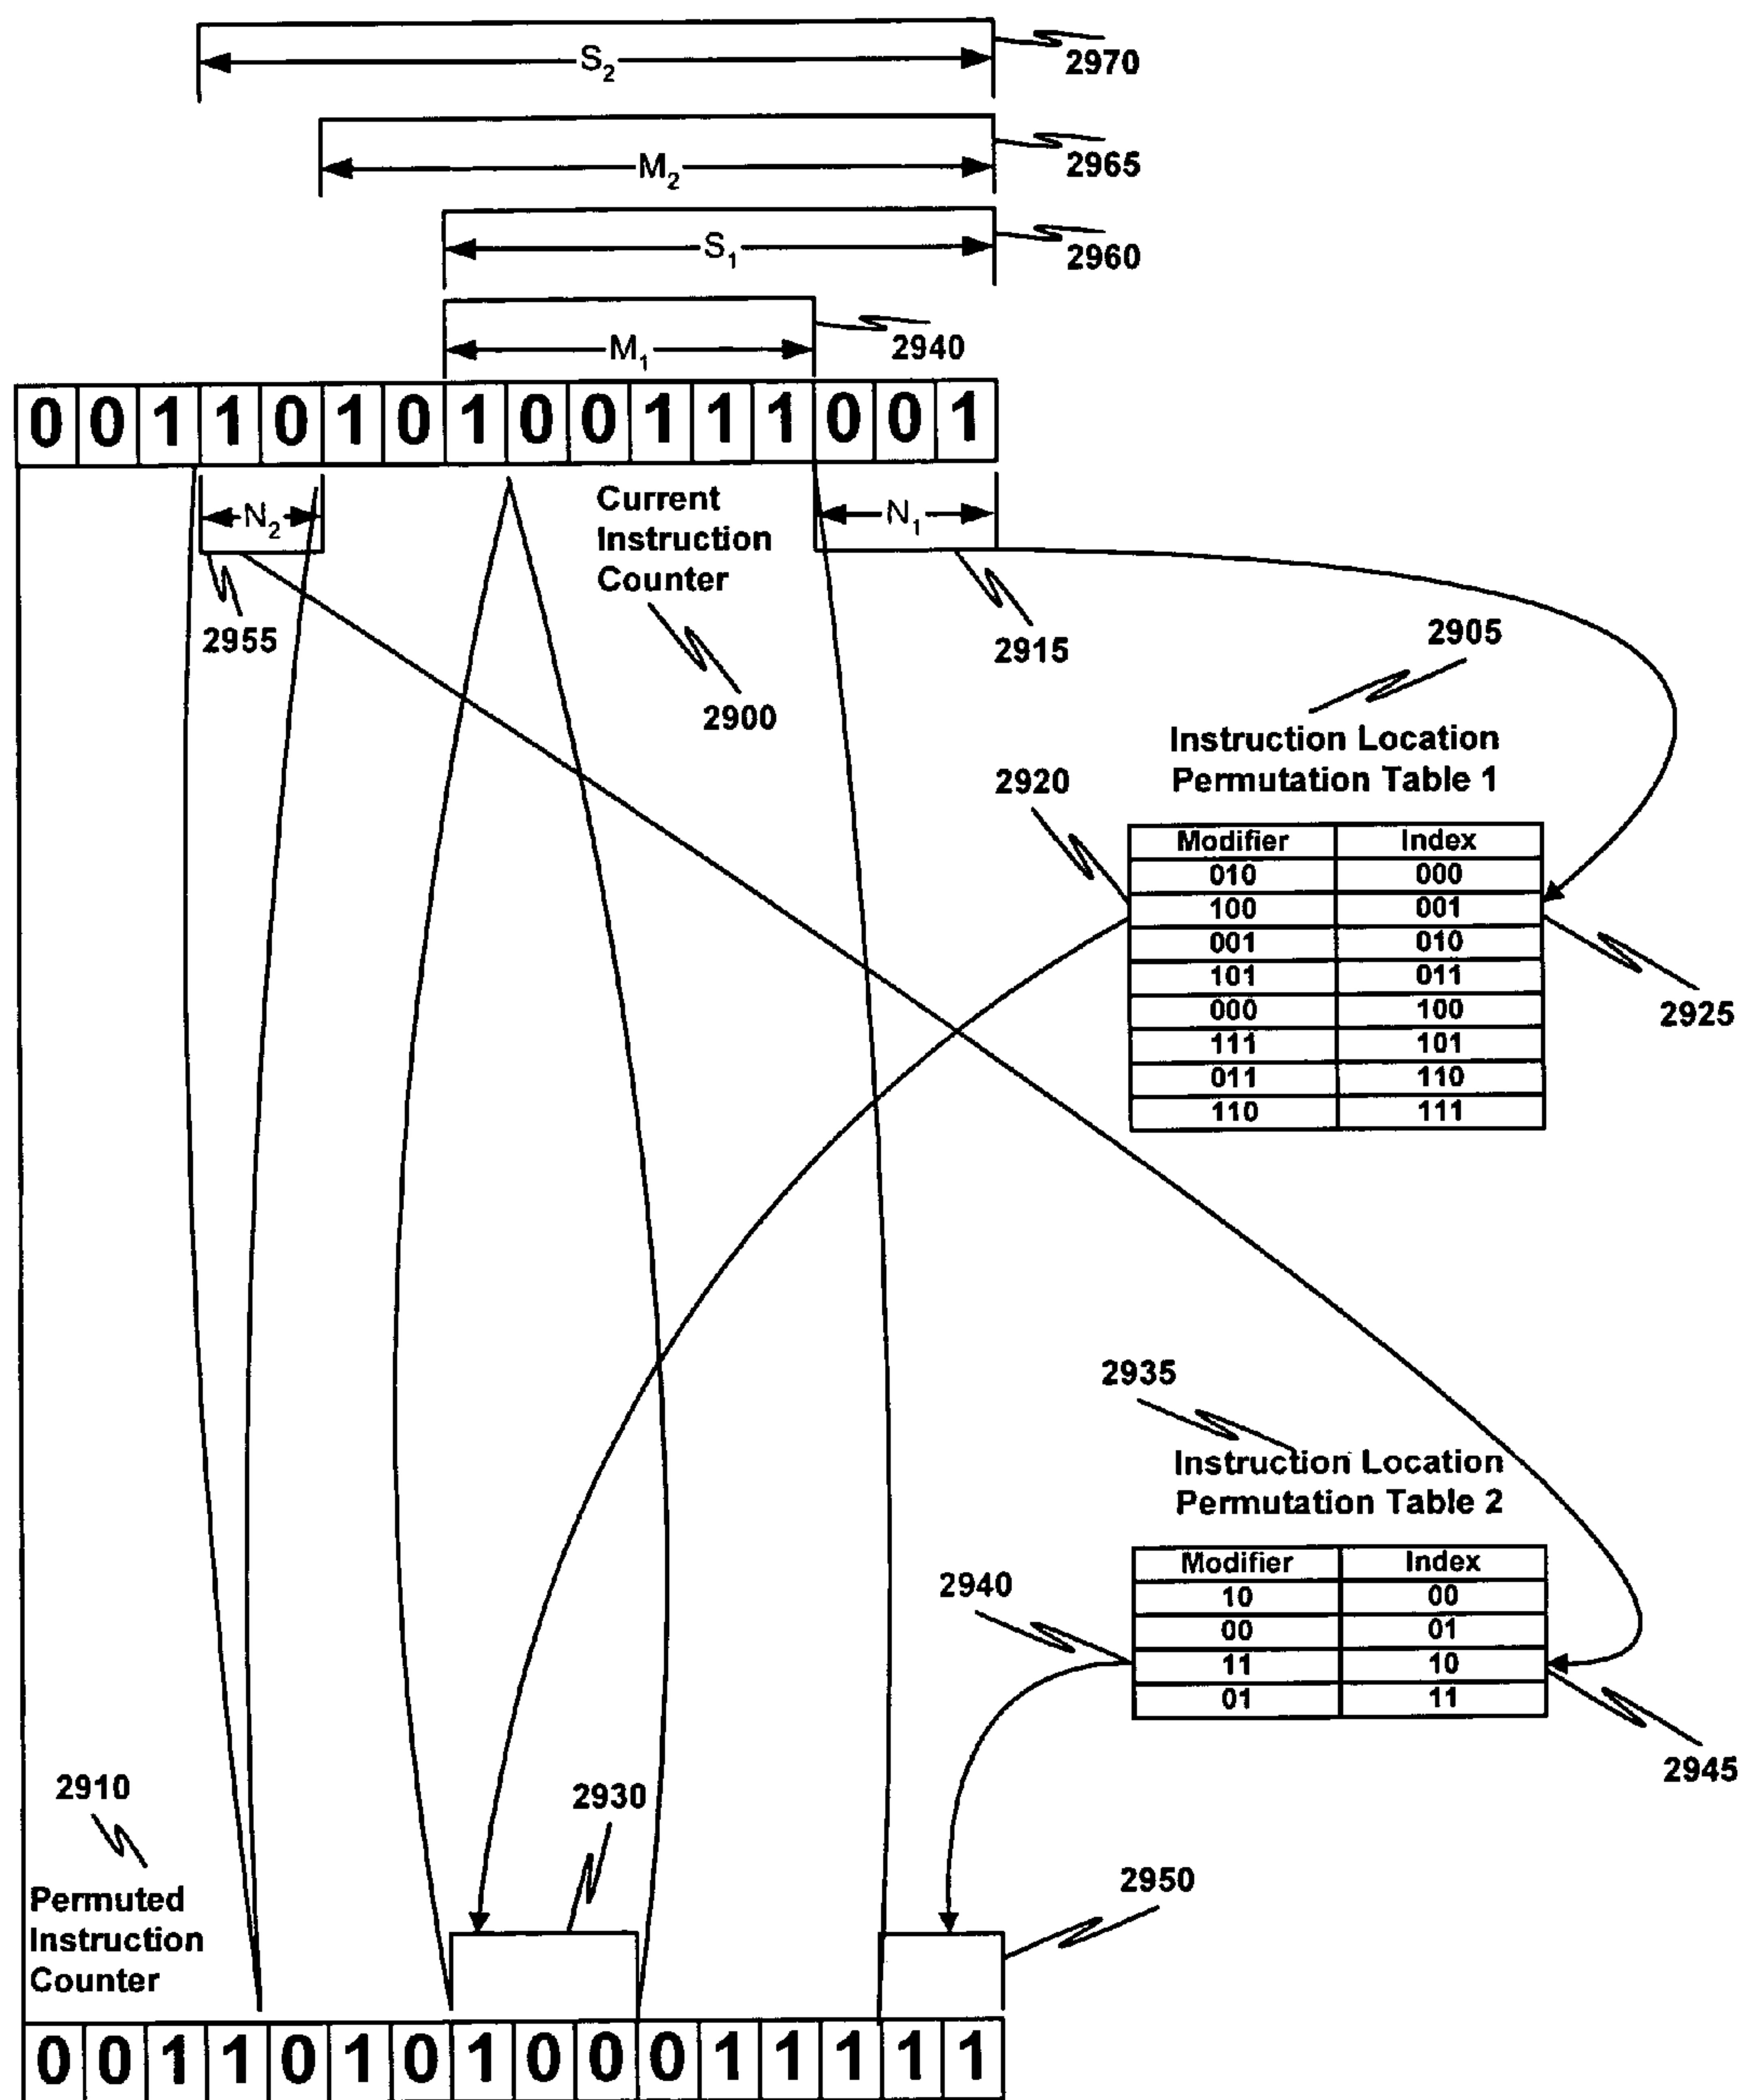 S2
2970
M2
2965
S1
2960
M1
2940
0 0 1 1 0 1 0 1 0 0 1 1 1 0 0 1
N2
Current
Instruction
Counter
N1
2955
2915
2900
2905
Instruction Location
Permutation Table 1
2920
Modifier Index
010 000
100 001
001 010
101 011
000 100
111 101
011 110
110 111
2925
2935
Instruction Location
Permutation Table 2
2940
Modifier Index
10 00
00 01
11 10
01 11
2945
2910
2930
2950
Permuted
Instruction
Counter
0 0 1 1 0 1 0 1 0 0 0 1 1 1 1 1